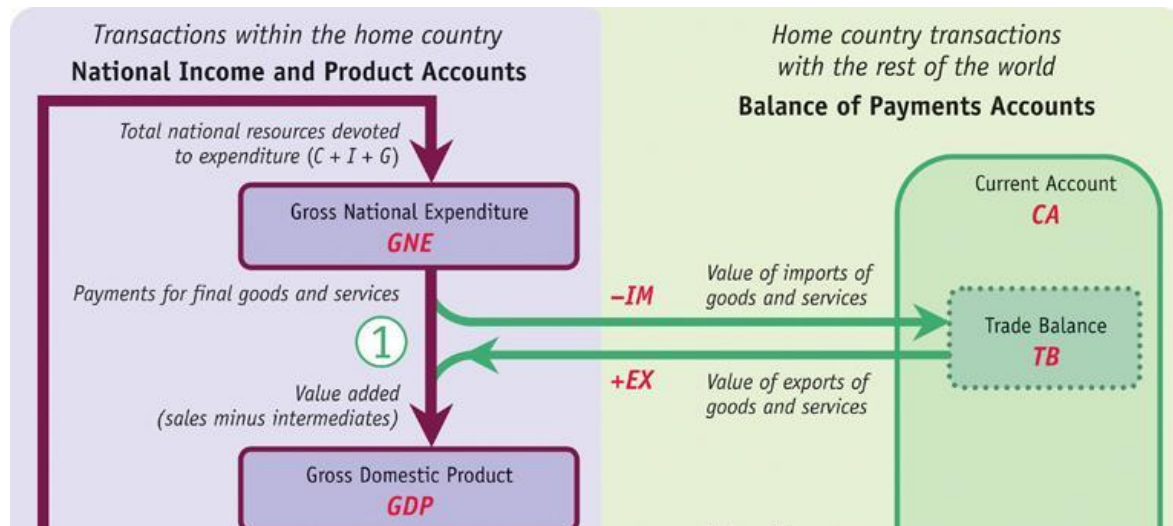 Transactions within the home country
National Income and Product Accounts
Total national resources devoted
to expenditure (C + I + G)
Gross National Expenditure
GNE
Payments for final goods and services
1
Value added
(sales minus intermediates)
Gross Domestic Product
GDP
Home country transactions
with the rest of the world
Balance of Payments Accounts
Current Account
CA
–IM
Value of imports of
goods and services
Trade Balance
TB
+EX
Value of exports of
goods and services